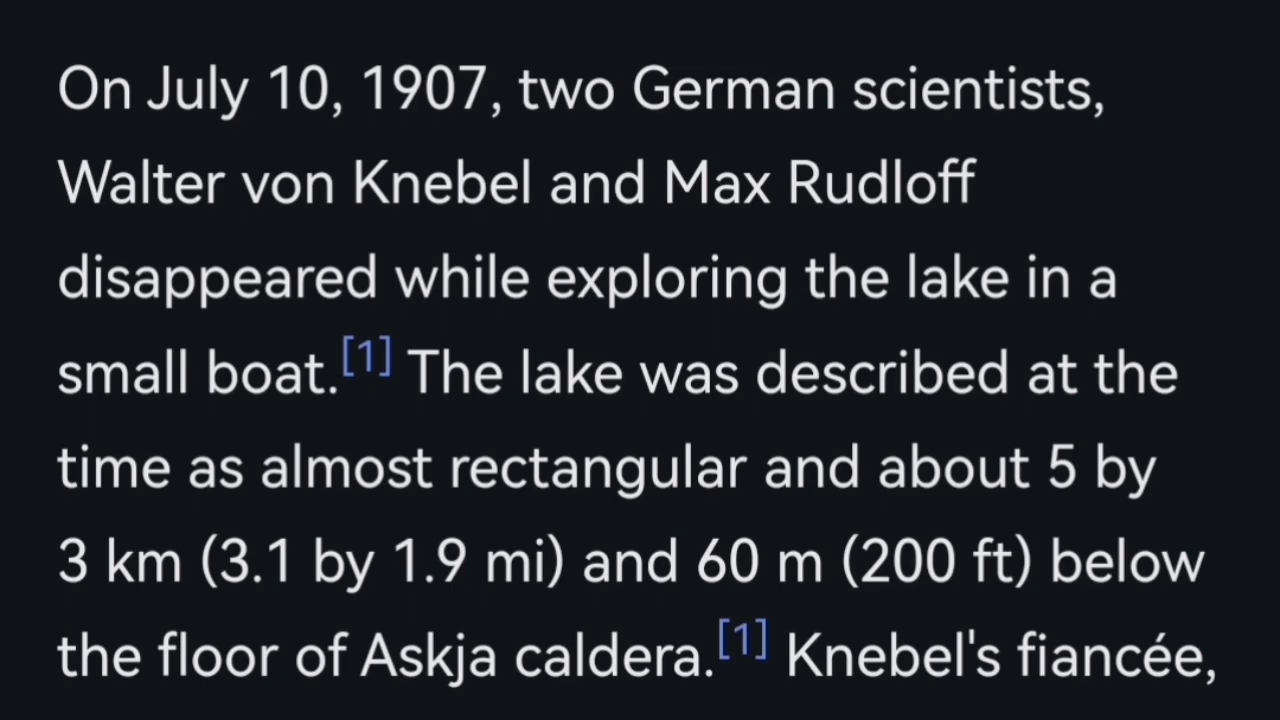 On July 10, 1907, two German scientists,
Walter von Knebel and Max Rudloff
disappeared while exploring the lake in a
small boat.[1] The lake was described at the
time as almost rectangular and about 5 by
3 km (3.1 by 1.9 mi) and 60 m (200 ft) below
the floor of Askja caldera.[1] Knebel's fiancée,